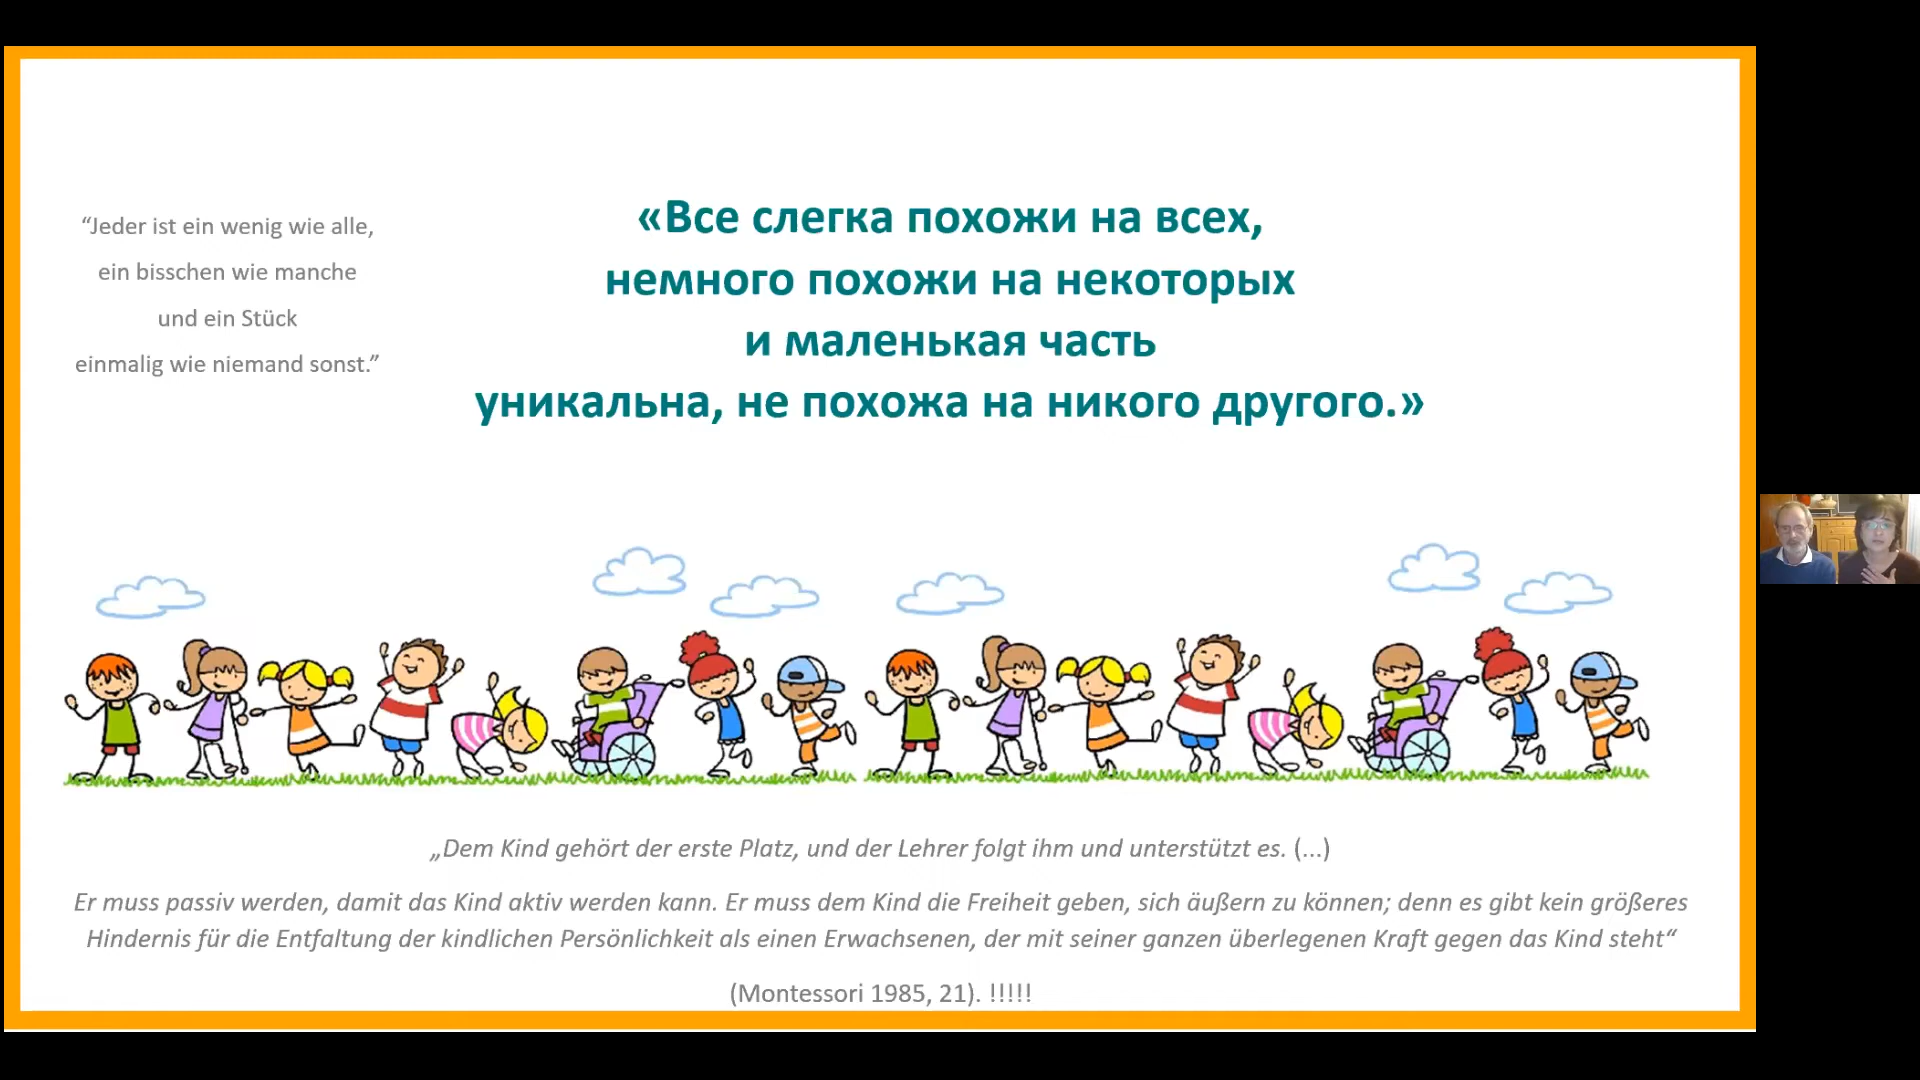 “Jeder ist ein wenig wie alle,
ein bisschen wie manche
und ein Stück
einmalig wie niemand sonst.”
«Все слегка похожи на всех,
немного похожи на некоторых
и маленькая часть
уникальна, не похожа на никого другого.»
„Dem Kind gehört der erste Platz, und der Lehrer folgt ihm und unterstützt es. (...)
Er muss passiv werden, damit das Kind aktiv werden kann. Er muss dem Kind die Freiheit geben, sich äußern zu können; denn es gibt kein größeres
Hindernis für die Entfaltung der kindlichen Persönlichkeit als einen Erwachsenen, der mit seiner ganzen überlegenen Kraft gegen das Kind steht“
(Montessori 1985, 21). !!!!!